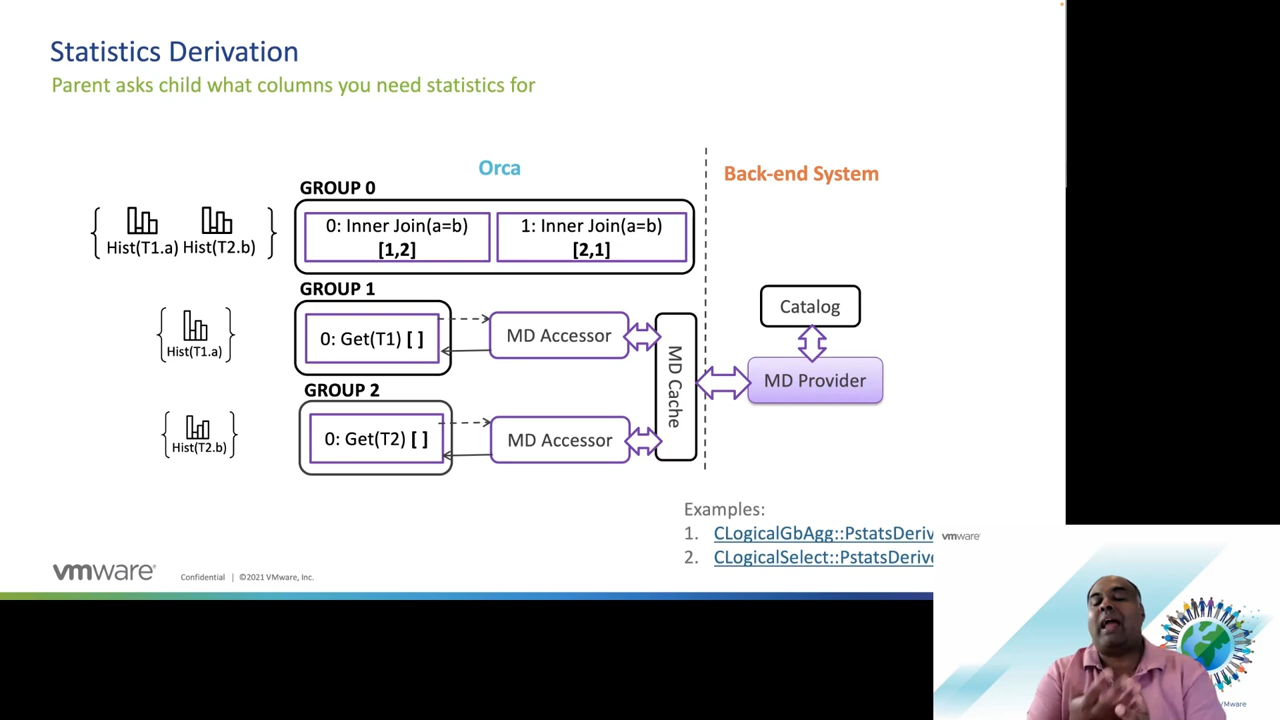 Statistics Derivation
Parent asks child what columns you need statistics for
Orca
Back-end System
GROUP 0
0: Inner Join(a=b)
[1,2]
1: Inner Join(a=b)
[2,1]
Hist(T1.a) Hist(T2.b)
GROUP 1
0: Get(T1) [ ]
MD Accessor
Hist(T1.a)
MD Cache
Catalog
MD Provider
GROUP 2
0: Get(T2) [ ]
MD Accessor
Hist(T2.b)
Examples:
1. CLogicalGbAgg::PstatsDeriv
2. CLogicalSelect::PstatsDerive
vmware
Confidential | ©2021 VMware, Inc.
vmware
VMware